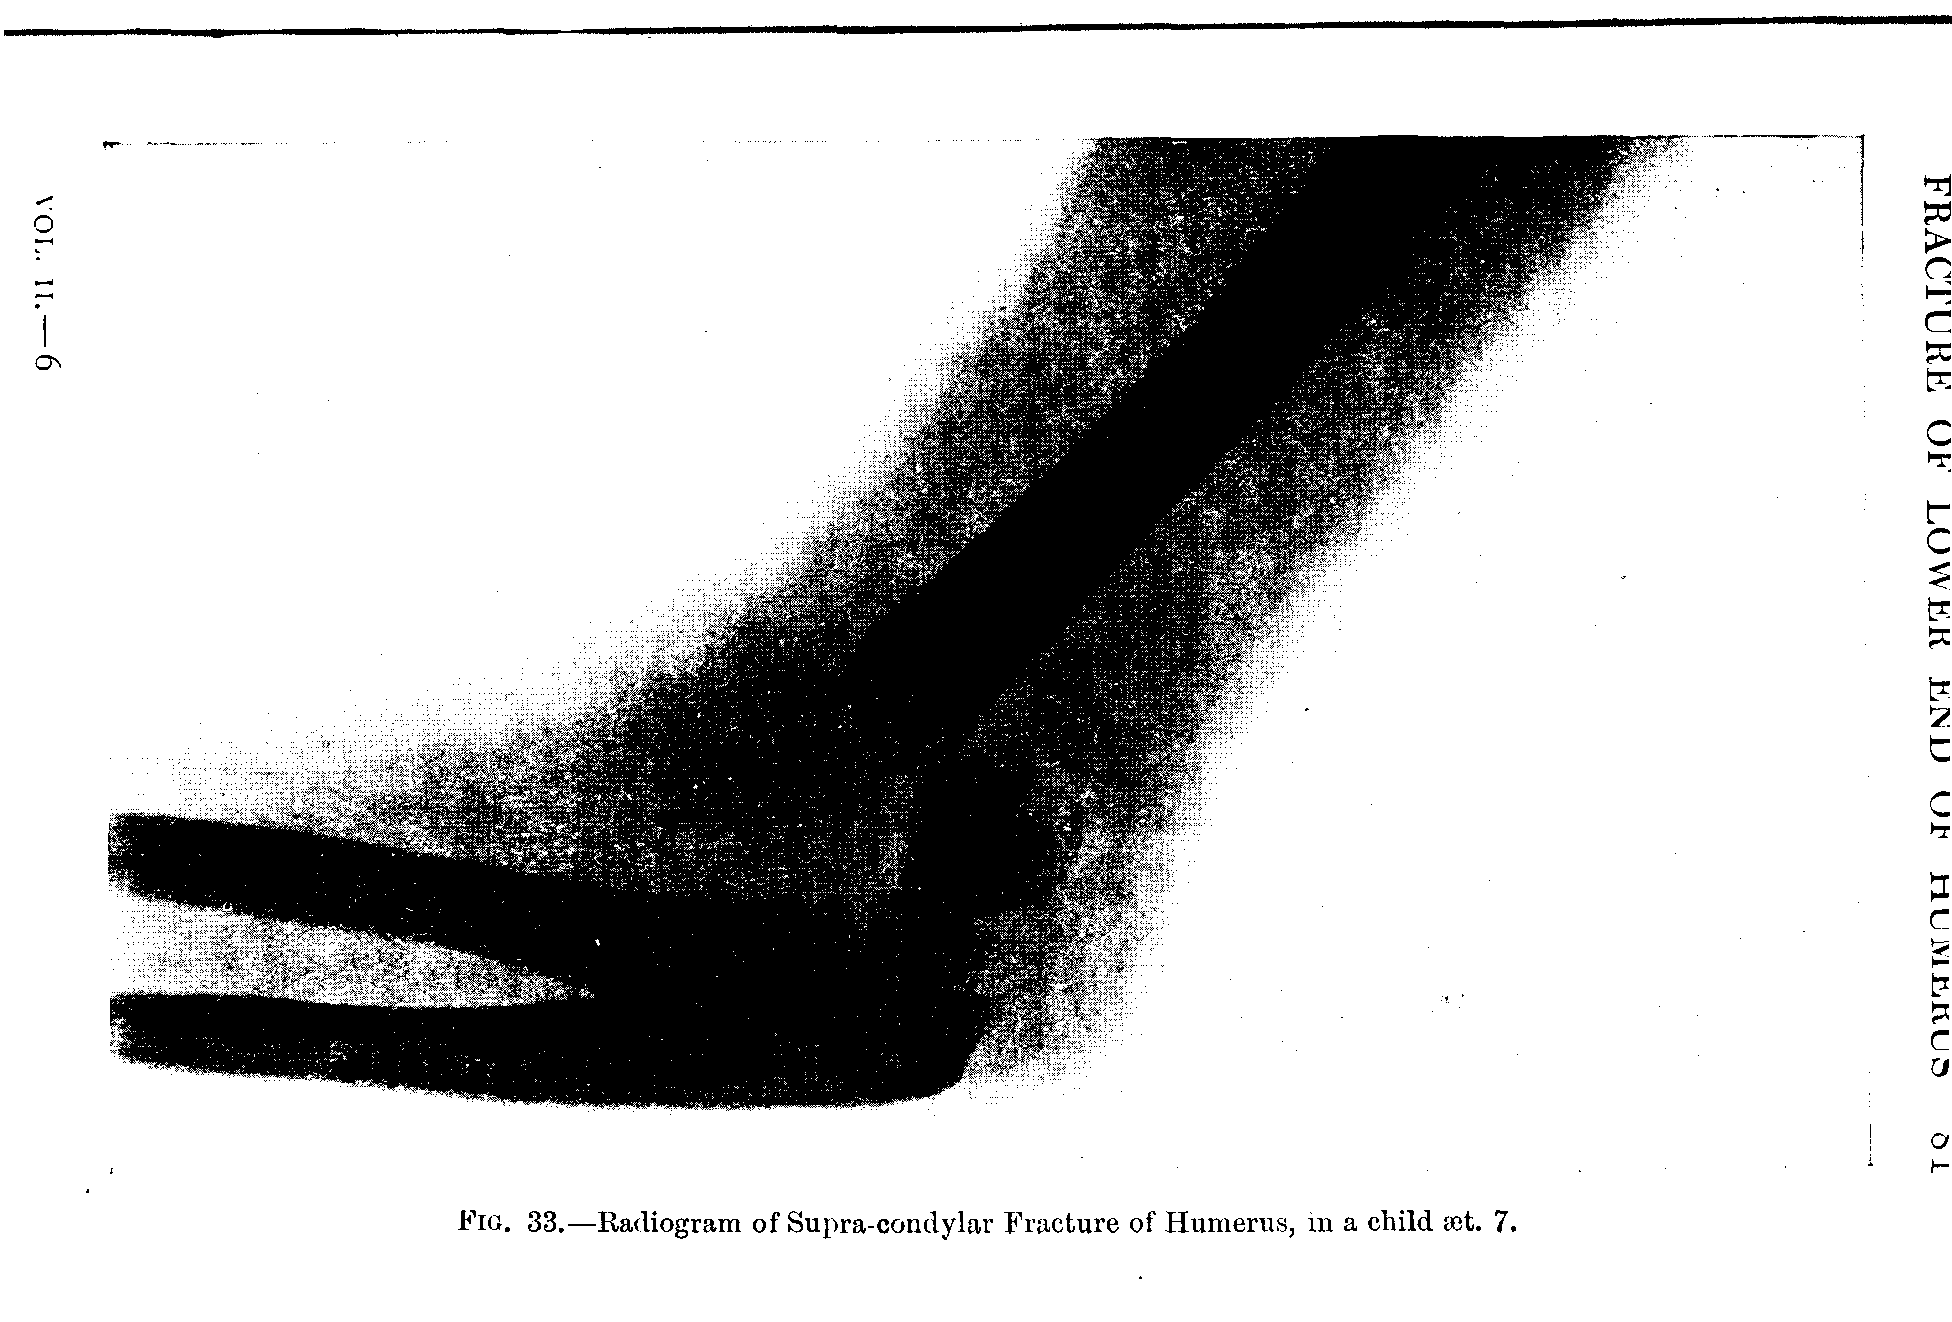 FRACTURE OF LOWER END OF HUMERUS 81
FIG. 33.—Radiogram of Supra-condylar Fracture of Humerus, in a child æt. 7.
VOL. II.—6